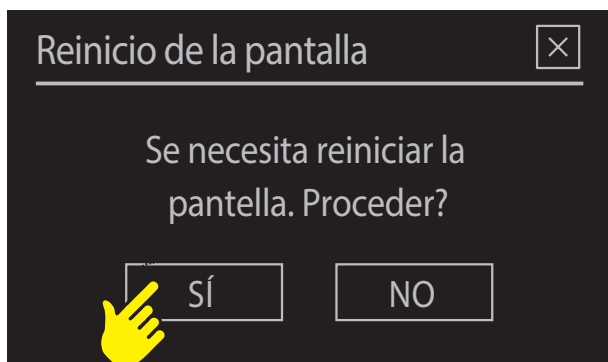 Reinicio de la pantalla
Se necesita reiniciar la
pantella. Proceder?
SÍ
NO